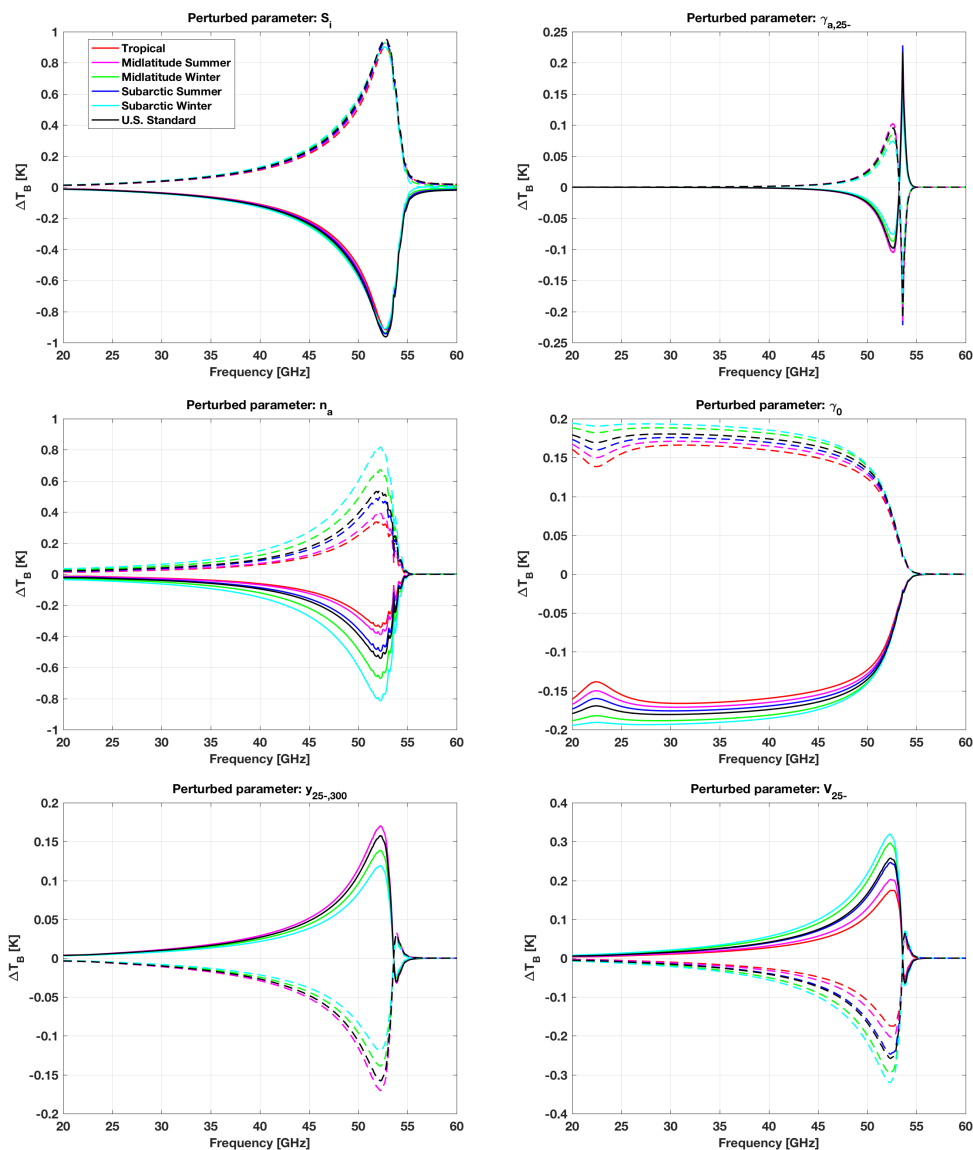 Perturbed parameter: S_i
1
0.8
0.6
0.4
0.2
0
-0.2
-0.4
-0.6
-0.8
-1
ΔT_B [K]
Tropical
Midlatitude Summer
Midlatitude Winter
Subarctic Summer
Subarctic Winter
U.S. Standard
20 25 30 35 40 45 50 55 60
Frequency [GHz]
Perturbed parameter: γ_a,25-
0.25
0.2
0.15
0.1
0.05
0
-0.05
-0.1
-0.15
-0.2
-0.25
ΔT_B [K]
20 25 30 35 40 45 50 55 60
Frequency [GHz]
Perturbed parameter: n_a
1
0.8
0.6
0.4
0.2
0
-0.2
-0.4
-0.6
-0.8
-1
ΔT_B [K]
20 25 30 35 40 45 50 55 60
Frequency [GHz]
Perturbed parameter: γ_0
0.2
0.15
0.1
0.05
0
-0.05
-0.1
-0.15
-0.2
ΔT_B [K]
20 25 30 35 40 45 50 55 60
Frequency [GHz]
Perturbed parameter: y_25-,300
0.2
0.15
0.1
0.05
0
-0.05
-0.1
-0.15
-0.2
ΔT_B [K]
20 25 30 35 40 45 50 55 60
Frequency [GHz]
Perturbed parameter: V_25-
0.4
0.3
0.2
0.1
0
-0.1
-0.2
-0.3
-0.4
ΔT_B [K]
20 25 30 35 40 45 50 55 60
Frequency [GHz]